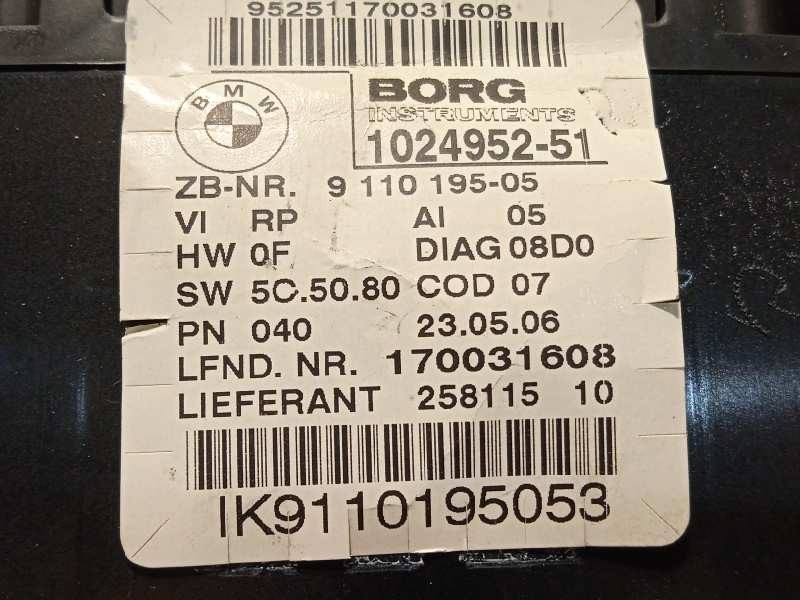 95251170031608
BMW
BORG
INSTRUMENTS
1024952-51
ZB-NR. 9 110 195-05
VI RP AI 05
HW 0F DIAG 08D0
SW 5C.50.80 COD 07
PN 040 23.05.06
LFND. NR. 170031608
LIEFERANT 258115 10
IK9110195053